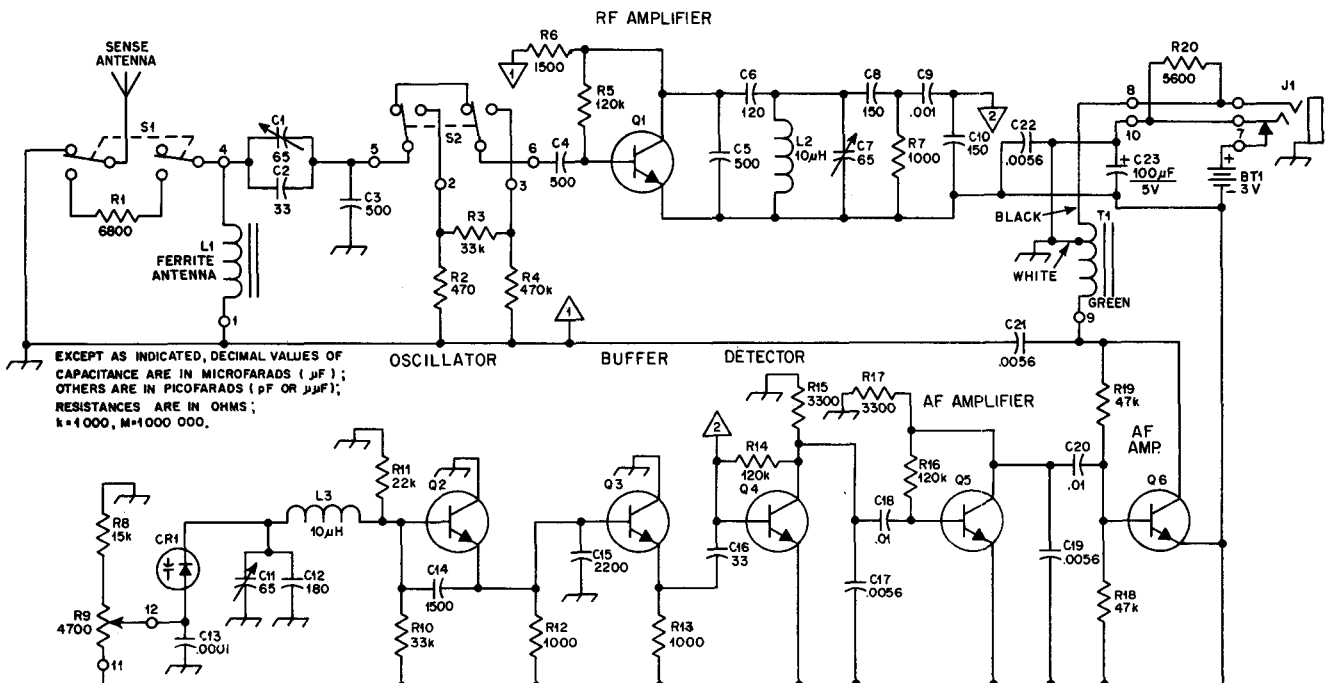 RF AMPLIFIER
SENSE
ANTENNA
S1
R1
6800
4
C1
65
C2
33
L1
FERRITE
ANTENNA
1
C3
500
5
S2
2
3
6
R3
33k
R2
470
R4
470k
1
C4
500
1
R6
1500
R5
120k
Q1
C5
500
C6
120
L2
10µH
C7
65
C8
150
R7
1000
C9
.001
C10
150
2
C22
.0056
R20
5600
J1
8
10
7
+
C23
100µF
5V
+
BT1
3V
-
BLACK
T1
WHITE
GREEN
9
C21
.0056
EXCEPT AS INDICATED, DECIMAL VALUES OF
CAPACITANCE ARE IN MICROFARADS (µF);
OTHERS ARE IN PICOFARADS (pF OR µµF);
RESISTANCES ARE IN OHMS;
k=1000, M=1000 000.
OSCILLATOR
BUFFER
DETECTOR
AF AMPLIFIER
AF
AMP.
R8
15k
R9
4700
11
12
CR1
C13
.0001
C11
65
C12
180
L3
10µH
R11
22k
Q2
C14
1500
R10
33k
R12
1000
C15
2200
Q3
R13
1000
2
R14
120k
C16
33
Q4
R15
3300
C17
.0056
C18
.01
R17
3300
R16
120k
Q5
C19
.0056
C20
.01
R19
47k
R18
47k
Q6